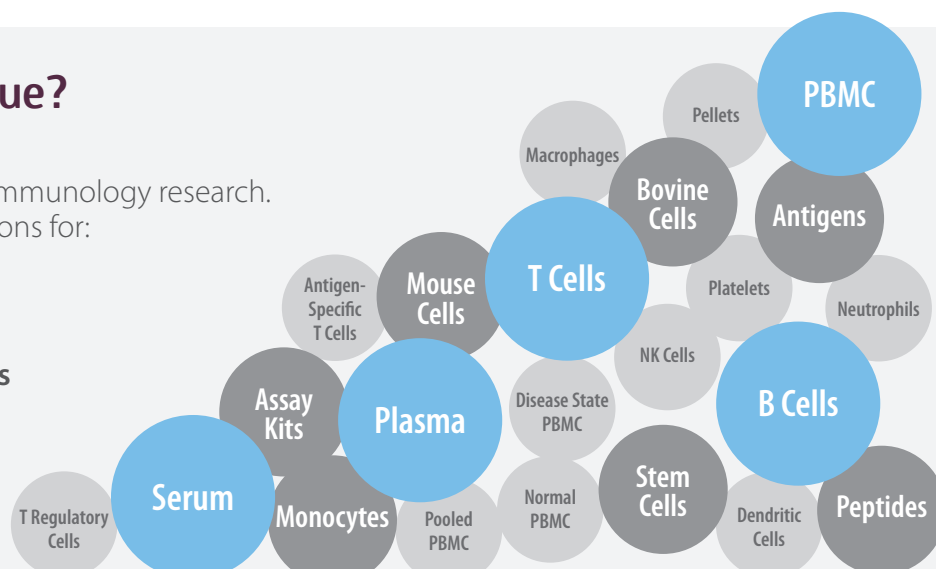 ue?
mmunology research.
ons for:
s
PBMC
Pellets
Macrophages
Bovine
Cells
Antigens
T Cells
Antigen-
Specific
T Cells
Mouse
Cells
Platelets
Neutrophils
NK Cells
Assay
Kits
Plasma
Disease State
PBMC
B Cells
Serum
Stem
Cells
T Regulatory
Cells
Monocytes
Pooled
PBMC
Normal
PBMC
Dendritic
Cells
Peptides